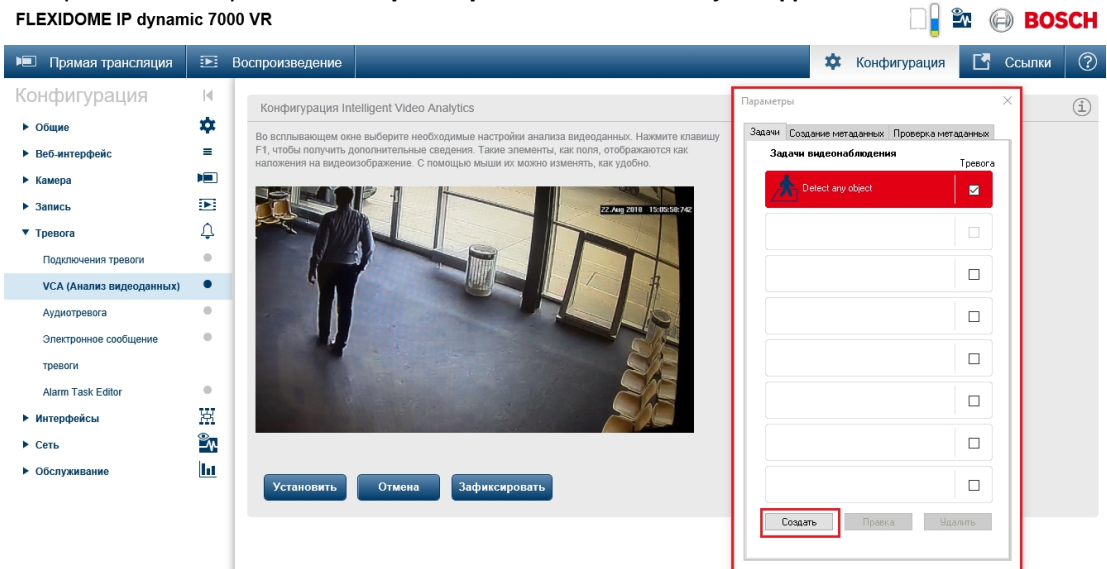 FLEXIDOME IP dynamic 7000 VR
BOSCH
Прямая трансляция
Воспроизведение
Конфигурация
Ссылки
Конфигурация
Общие
Веб-интерфейс
Камера
Запись
Тревога
Подключения тревоги
VCA (Анализ видеоданных)
Аудиотревога
Электронное сообщение
тревоги
Alarm Task Editor
Интерфейсы
Сеть
Обслуживание
Конфигурация Intelligent Video Analytics
Во всплывающем окне выберите необходимые настройки анализа видеоданных. Нажмите клавишу
F1, чтобы получить дополнительные сведения. Такие элементы, как поля, отображаются как
наложения на видеоизображение. С помощью мыши их можно изменять, как удобно.
22.Aug 2018 15:05:58:742
Установить
Отмена
Зафиксировать
Параметры
Задачи
Создание метаданных
Проверка метаданных
Задачи видеонаблюдения
Тревога
Detect any object
Создать
Правка
Удалить